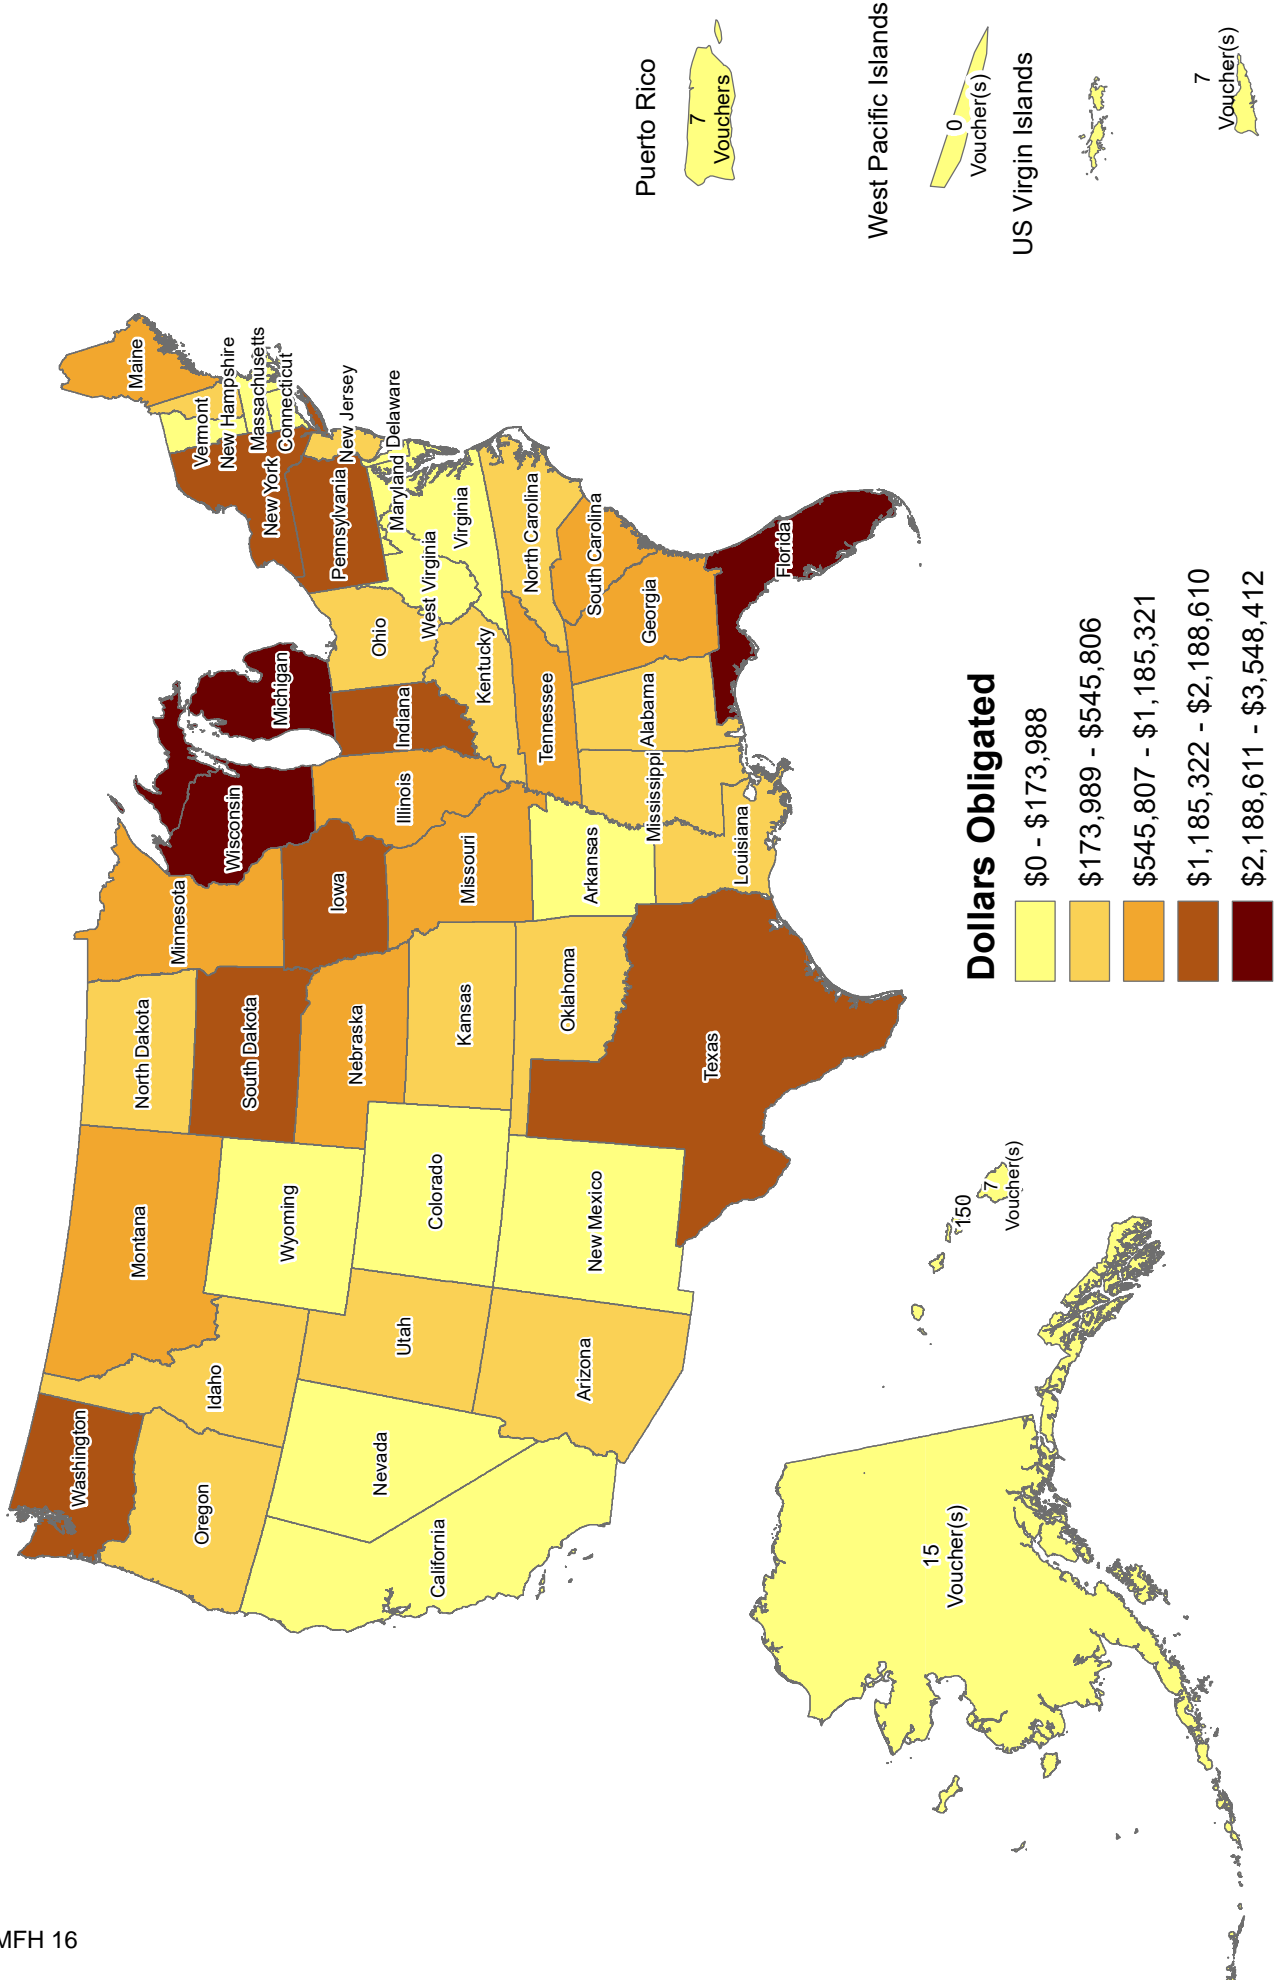 MFH 16
Washington
Oregon
California
Nevada
Idaho
Montana
Wyoming
Utah
Arizona
Colorado
New Mexico
North Dakota
South Dakota
Nebraska
Kansas
Oklahoma
Texas
Minnesota
Iowa
Missouri
Arkansas
Louisiana
Wisconsin
Illinois
Michigan
Indiana
Ohio
Kentucky
Tennessee
Mississippi
Alabama
Georgia
Florida
South Carolina
North Carolina
Virginia
West Virginia
Maryland
Delaware
Pennsylvania
New Jersey
New York
Connecticut
Massachusetts
New Hampshire
Vermont
Maine
Puerto Rico
7
Vouchers
West Pacific Islands
0
Voucher(s)
US Virgin Islands
7
Voucher(s)
15
Voucher(s)
150
7
Voucher(s)
Dollars Obligated
$0 - $173,988
$173,989 - $545,806
$545,807 - $1,185,321
$1,185,322 - $2,188,610
$2,188,611 - $3,548,412